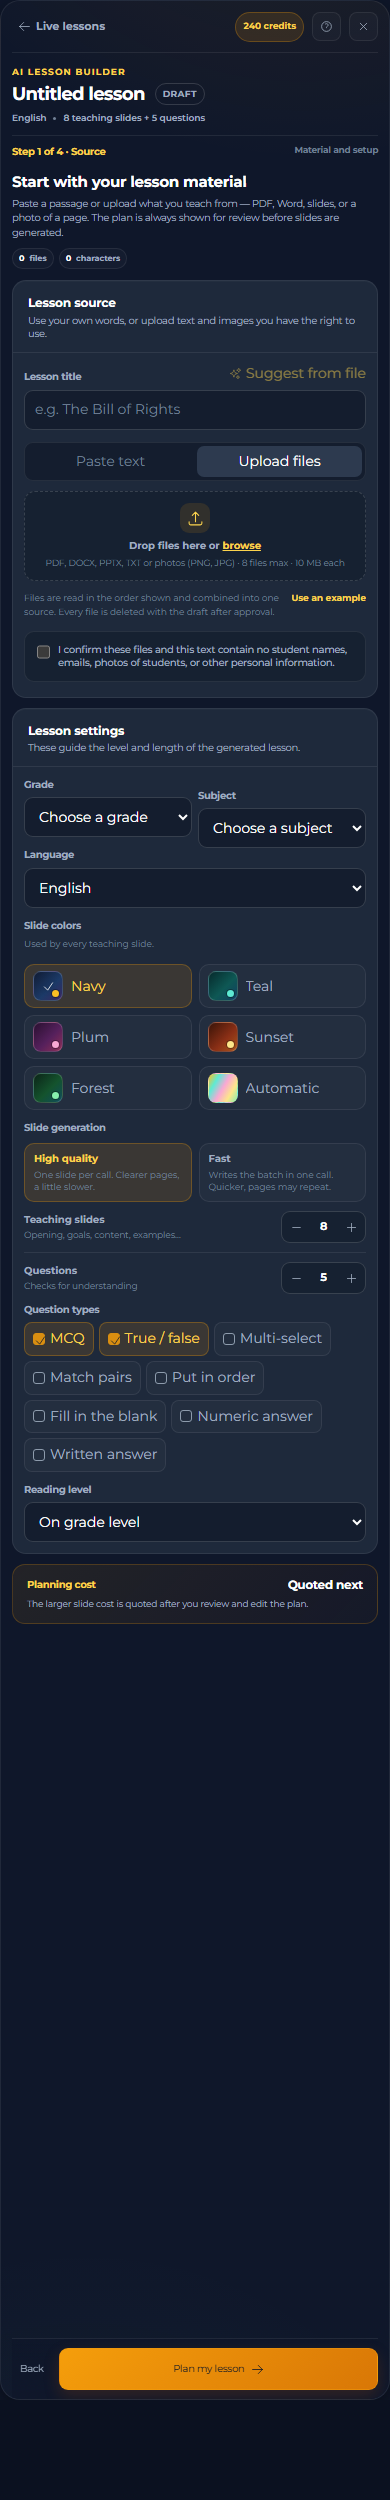 Live lessons
240 credits
AI LESSON BUILDER
Untitled lesson DRAFT
English • 8 teaching slides + 5 questions
Step 1 of 4 · Source
Material and setup
Start with your lesson material
Paste a passage or upload what you teach from — PDF, Word, slides, or a
photo of a page. The plan is always shown for review before slides are
generated.
0 files 0 characters
Lesson source
Use your own words, or upload text and images you have the right to
use.
Lesson title
Suggest from file
e.g. The Bill of Rights
Paste text
Upload files
Drop files here or browse
PDF, DOCX, PPTX, TXT or photos (PNG, JPG) · 8 files max · 10 MB each
Files are read in the order shown and combined into one
source. Every file is deleted with the draft after approval.
Use an example
I confirm these files and this text contain no student names,
emails, photos of students, or other personal information.
Lesson settings
These guide the level and length of the generated lesson.
Grade
Choose a grade
Subject
Choose a subject
Language
English
Slide colors
Used by every teaching slide.
Navy
Teal
Plum
Sunset
Forest
Automatic
Slide generation
High quality
One slide per call. Clearer pages,
a little slower.
Fast
Writes the batch in one call.
Quicker, pages may repeat.
Teaching slides
Opening, goals, content, examples...
− 8 +
Questions
Checks for understanding
− 5 +
Question types
MCQ
True / false
Multi-select
Match pairs
Put in order
Fill in the blank
Numeric answer
Written answer
Reading level
On grade level
Planning cost
Quoted next
The larger slide cost is quoted after you review and edit the plan.
Back
Plan my lesson